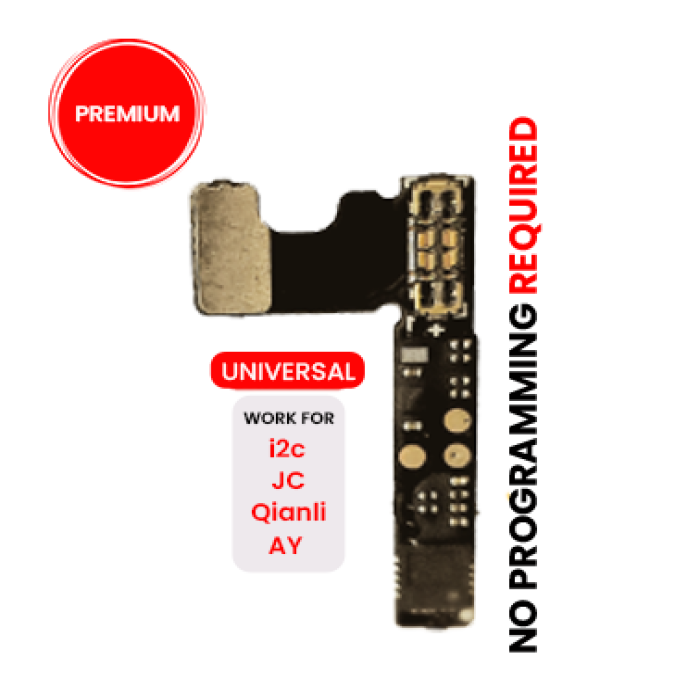 PREMIUM
NO PROGRAMMING REQUIRED
UNIVERSAL
WORK FOR
i2c
JC
Qianli
AY